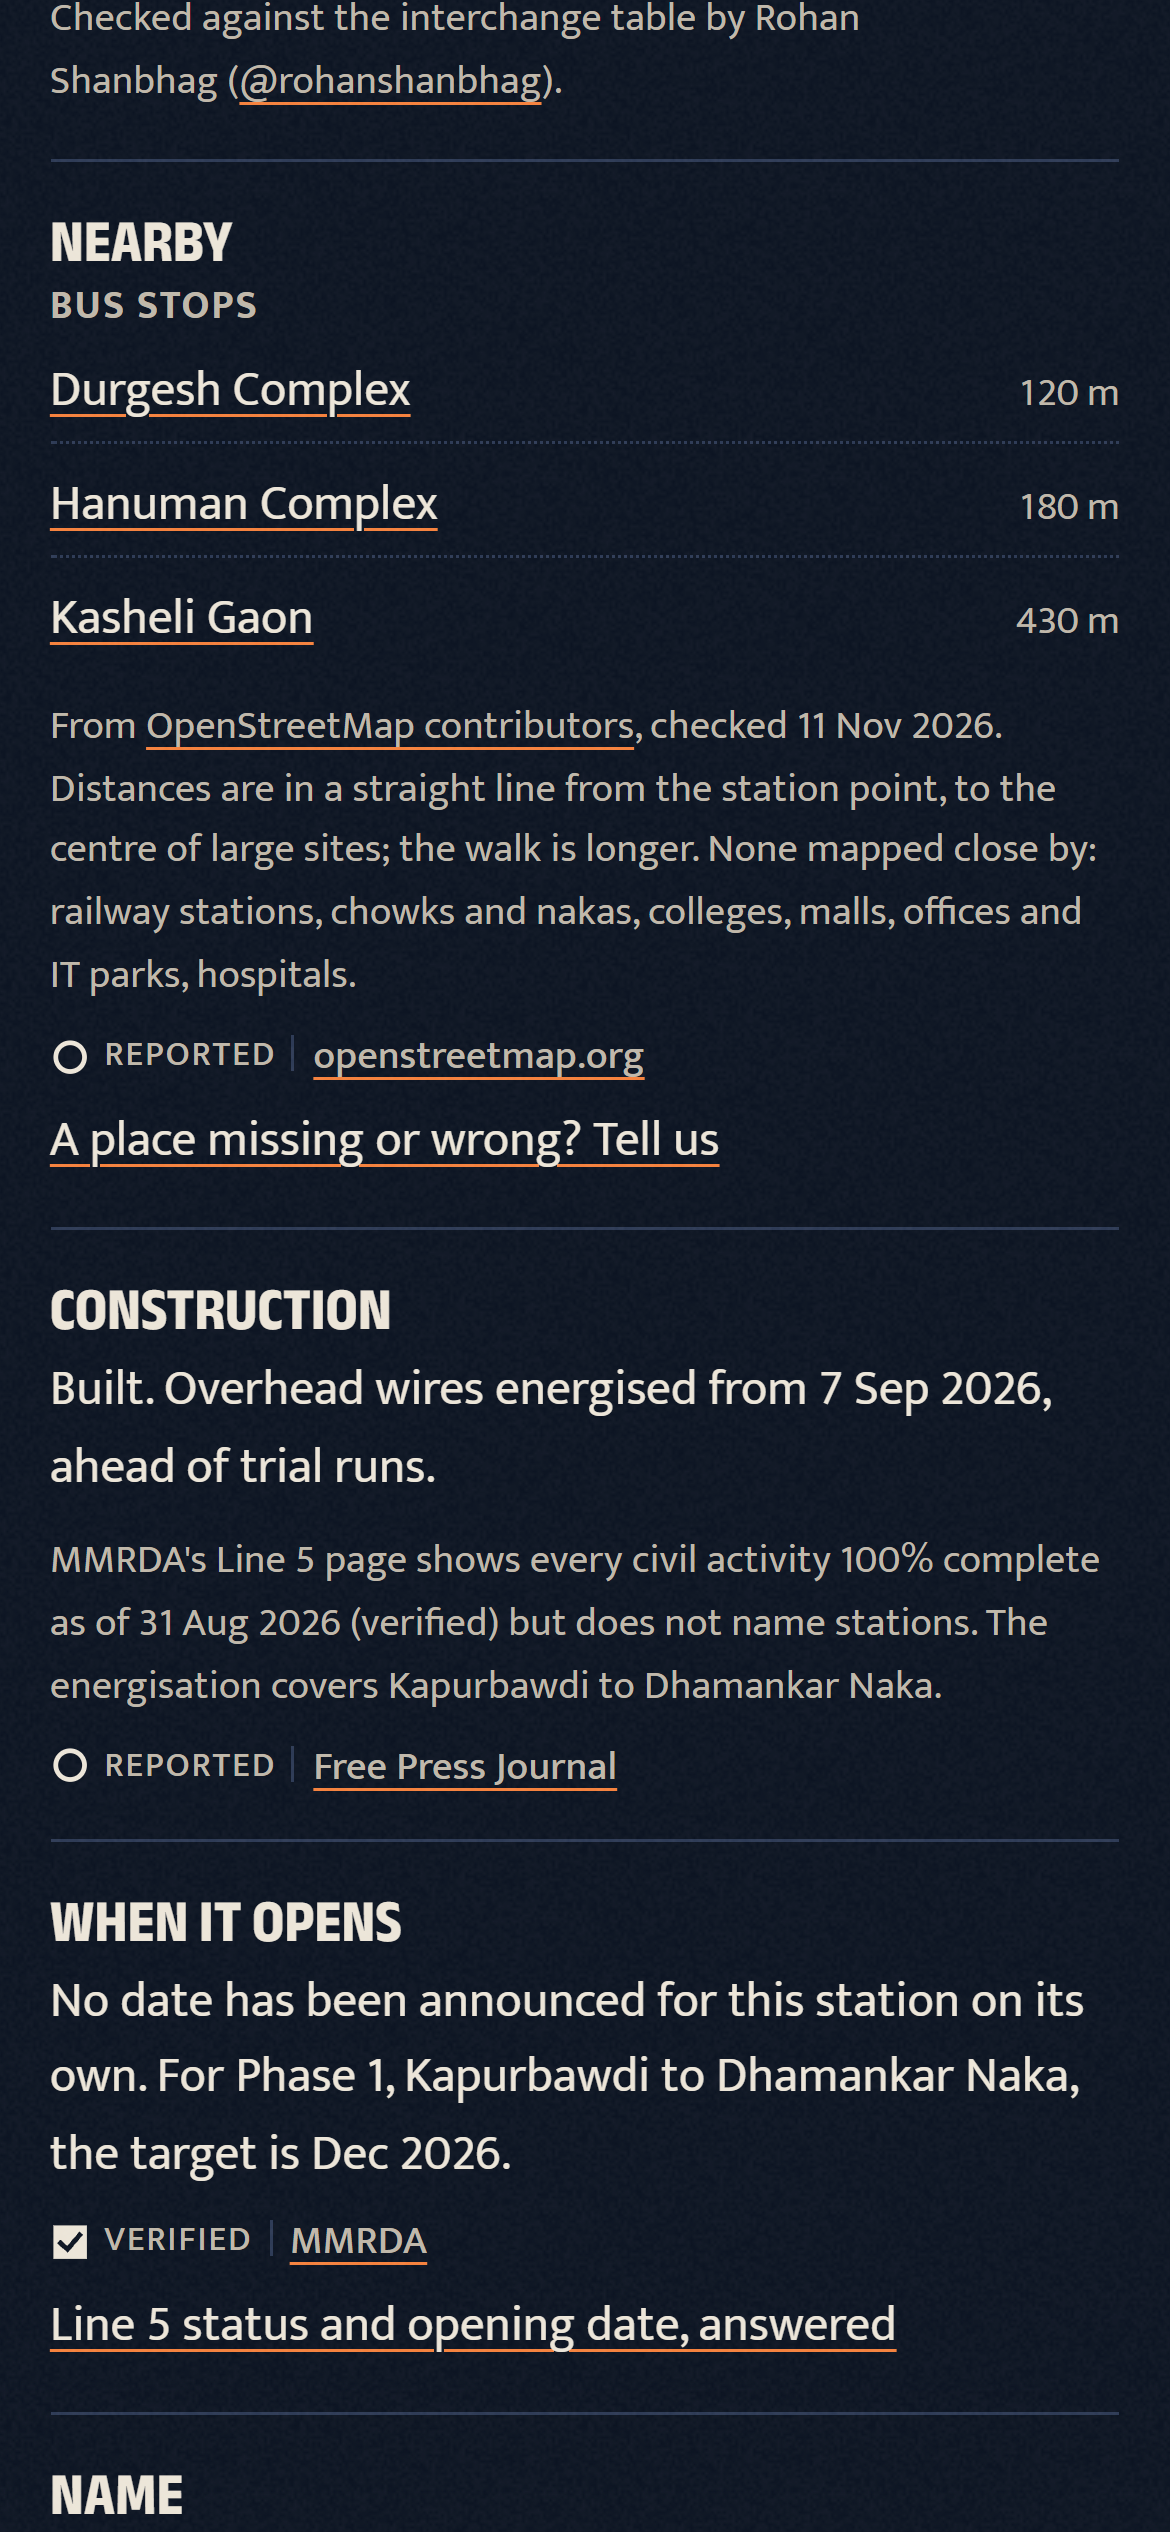 Checked against the interchange table by Rohan
Shanbhag (@rohanshanbhag).
NEARBY
BUS STOPS
Durgesh Complex 120 m
Hanuman Complex 180 m
Kasheli Gaon 430 m
From OpenStreetMap contributors, checked 11 Nov 2026.
Distances are in a straight line from the station point, to the
centre of large sites; the walk is longer. None mapped close by:
railway stations, chowks and nakas, colleges, malls, offices and
IT parks, hospitals.
REPORTED | openstreetmap.org
A place missing or wrong? Tell us
CONSTRUCTION
Built. Overhead wires energised from 7 Sep 2026,
ahead of trial runs.
MMRDA's Line 5 page shows every civil activity 100% complete
as of 31 Aug 2026 (verified) but does not name stations. The
energisation covers Kapurbawdi to Dhamankar Naka.
REPORTED | Free Press Journal
WHEN IT OPENS
No date has been announced for this station on its
own. For Phase 1, Kapurbawdi to Dhamankar Naka,
the target is Dec 2026.
VERIFIED | MMRDA
Line 5 status and opening date, answered
NAME